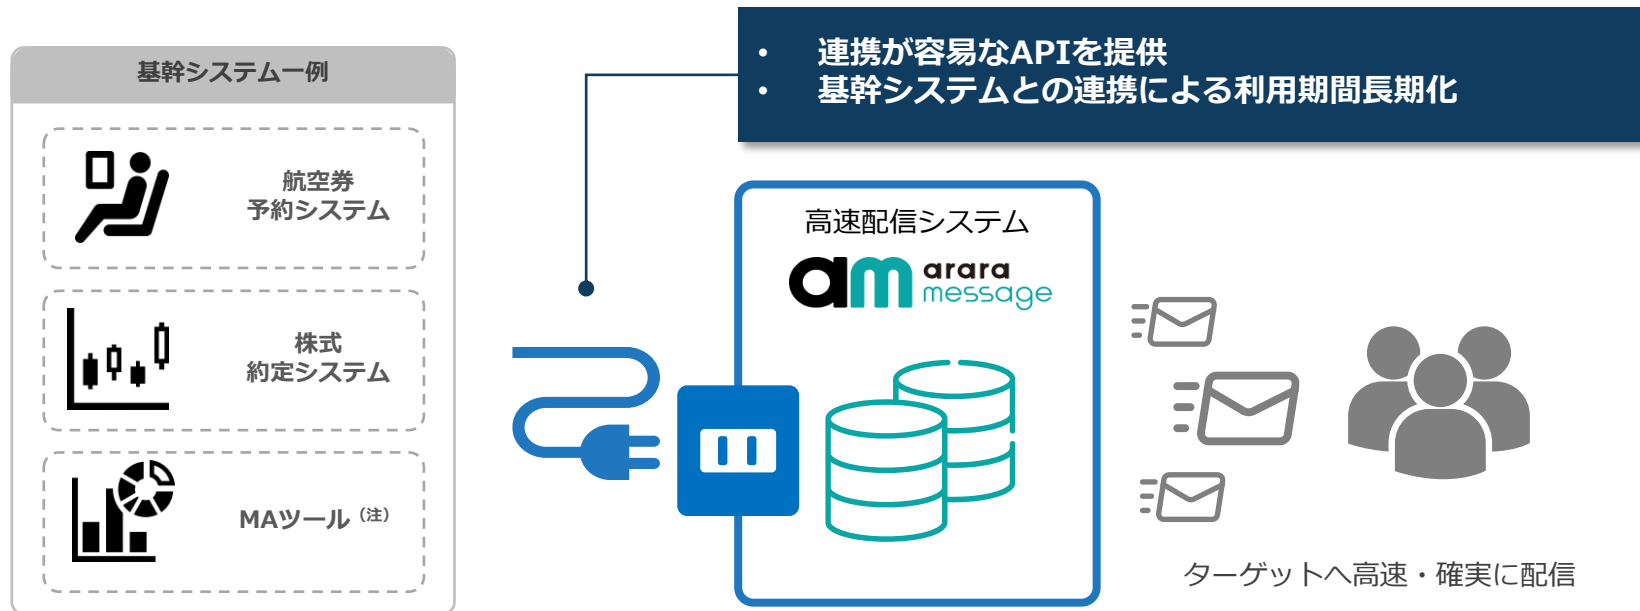 • 連携が容易なAPIを提供
• 基幹システムとの連携による利用期間長期化
基幹システム一例
航空券
予約システム
株式
約定システム
MAツール（注）
高速配信システム
am arara
message
ターゲットへ高速・確実に配信